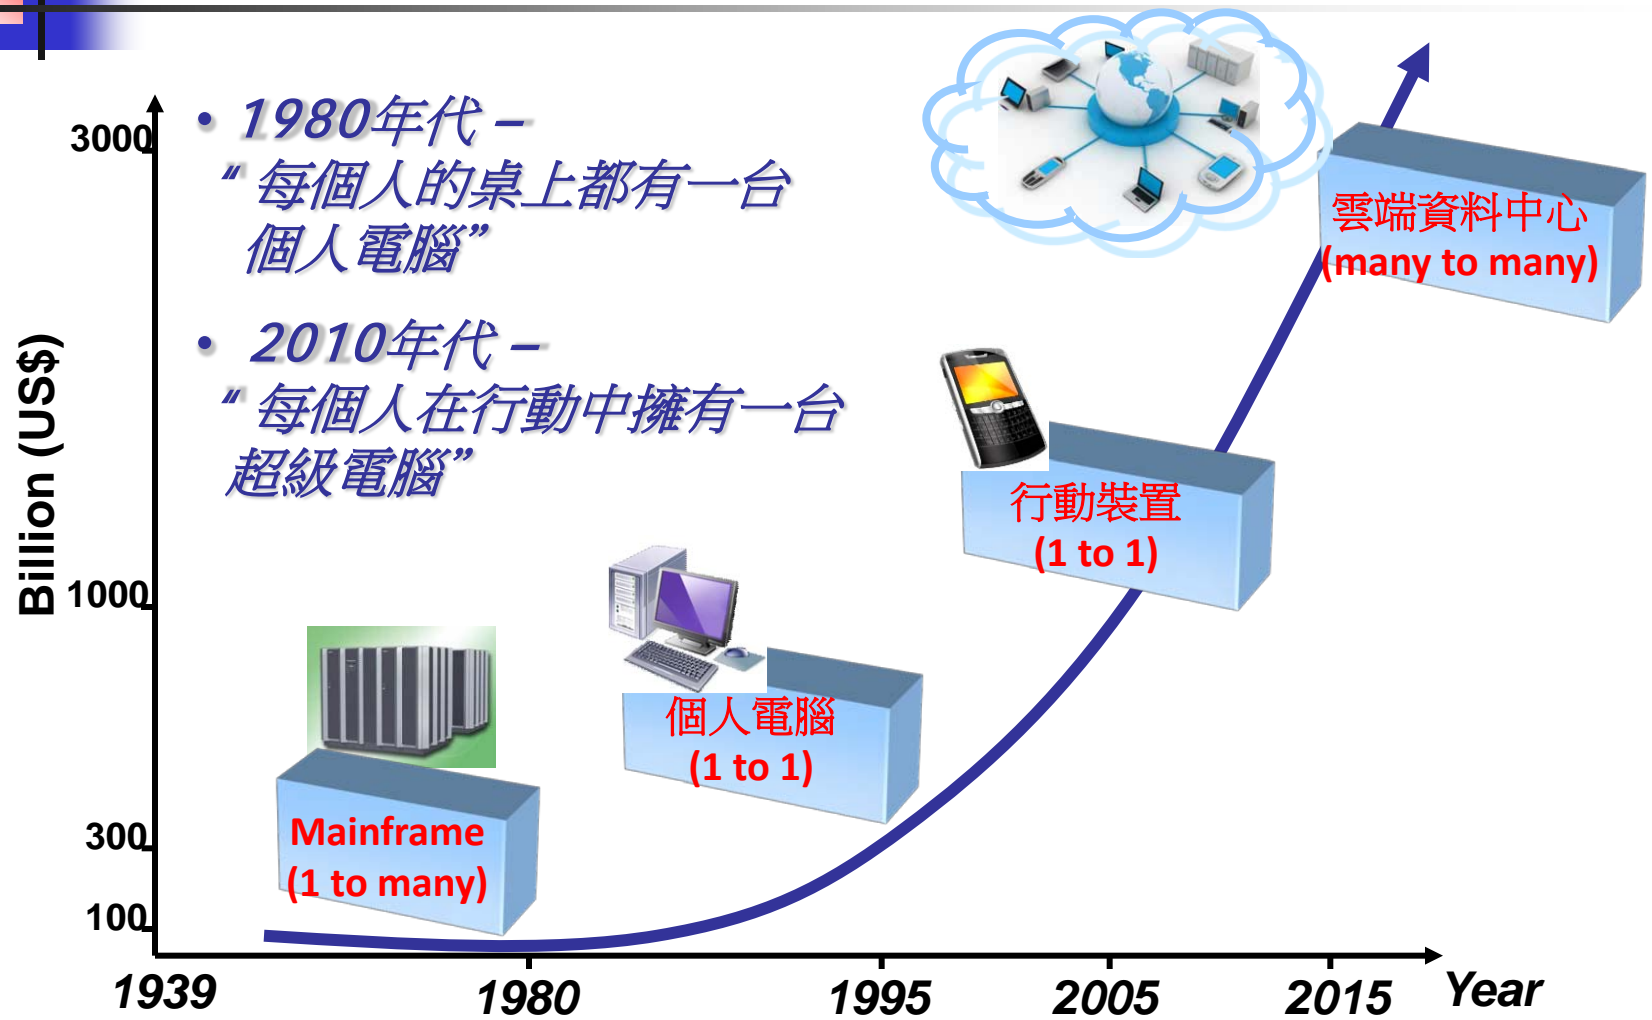 • 1980年代 –
“ 每個人的桌上都有一台
個人電腦”
• 2010年代 –
“ 每個人在行動中擁有一台
超級電腦”
Billion (US$)
3000
1000
300
100
雲端資料中心
(many to many)
行動裝置
(1 to 1)
個人電腦
(1 to 1)
Mainframe
(1 to many)
1939
1980
1995
2005
2015
Year